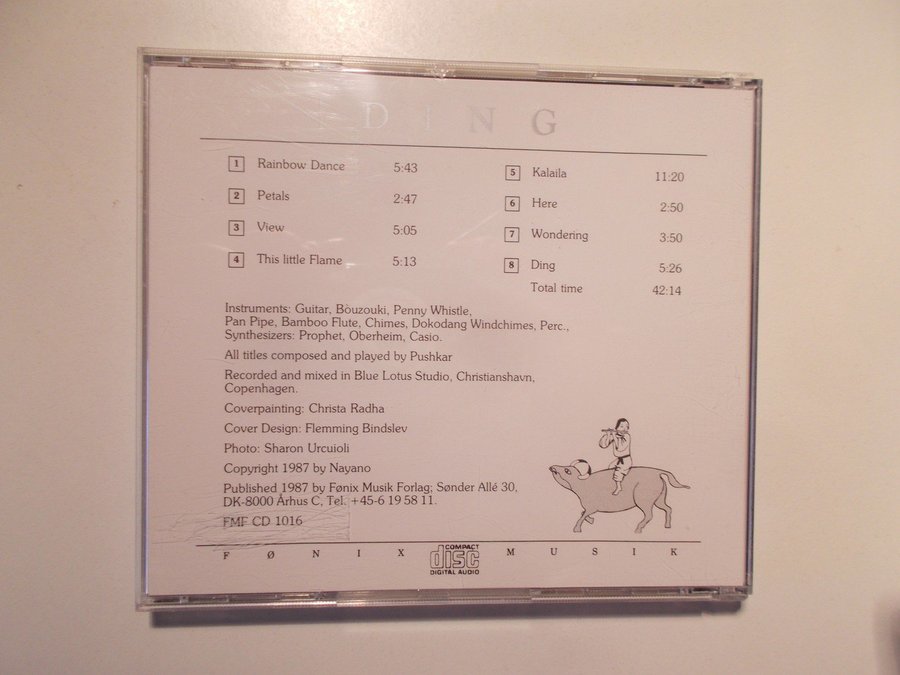 DING
1 Rainbow Dance 5:43
2 Petals 2:47
3 View 5:05
4 This little Flame 5:13
5 Kalaila 11:20
6 Here 2:50
7 Wondering 3:50
8 Ding 5:26
Total time 42:14
Instruments: Guitar, Bòuzouki, Penny Whistle,
Pan Pipe, Bamboo Flute, Chimes, Dokodang Windchimes, Perc.,
Synthesizers: Prophet, Oberheim, Casio.
All titles composed and played by Pushkar
Recorded and mixed in Blue Lotus Studio, Christianshavn,
Copenhagen.
Coverpainting: Christa Radha
Cover Design: Flemming Bindslev
Photo: Sharon Urcuioli
Copyright 1987 by Nayano
Published 1987 by Fønix Musik Forlag; Sønder Allé 30,
DK-8000 Århus C, Tel. +45-6 19 58 11.
FMF CD 1016
FØNIX MUSIK
COMPACT
disc
DIGITAL AUDIO